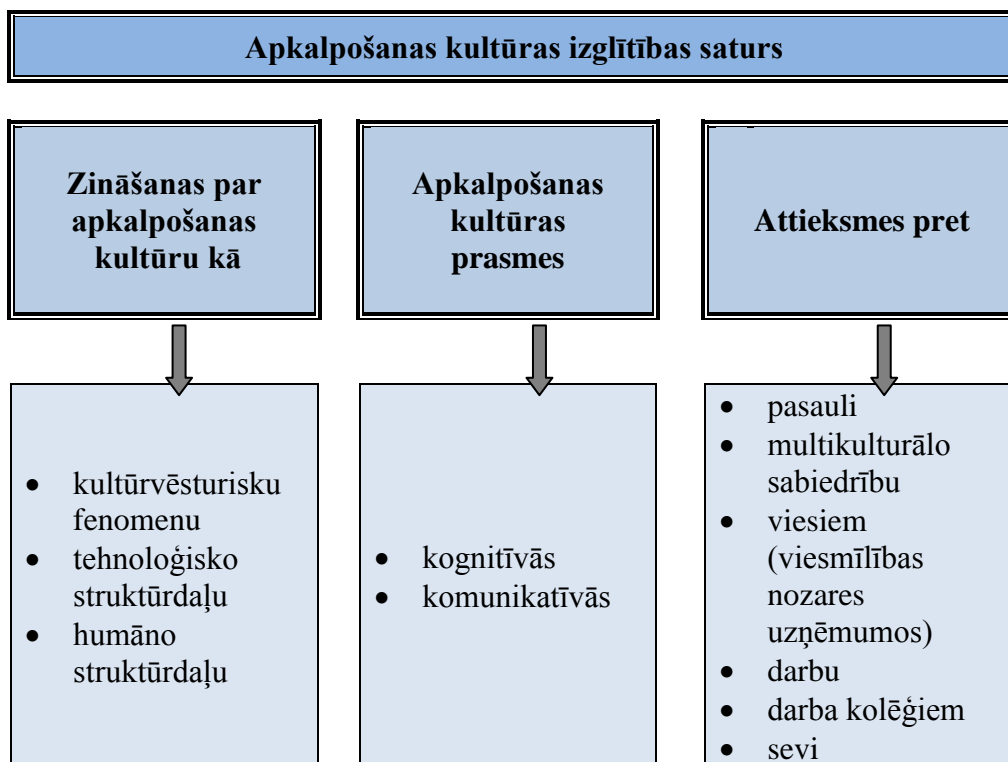 Apkalpošanas kultūras izglītības saturs
Zināšanas par
apkalpošanas
kultūru kā
Apkalpošanas
kultūras
prasmes
Attieksmes pret
• kultūrvēsturisku
fenomenu
• tehnoloģisko
struktūrdaļu
• humāno
struktūrdaļu
• kognitīvās
• komunikatīvās
• pasauli
• multikulturālo
sabiedrību
• viesiem
(viesmīlības
nozares
uzņēmumos)
• darbu
• darba kolēģiem
• sevi